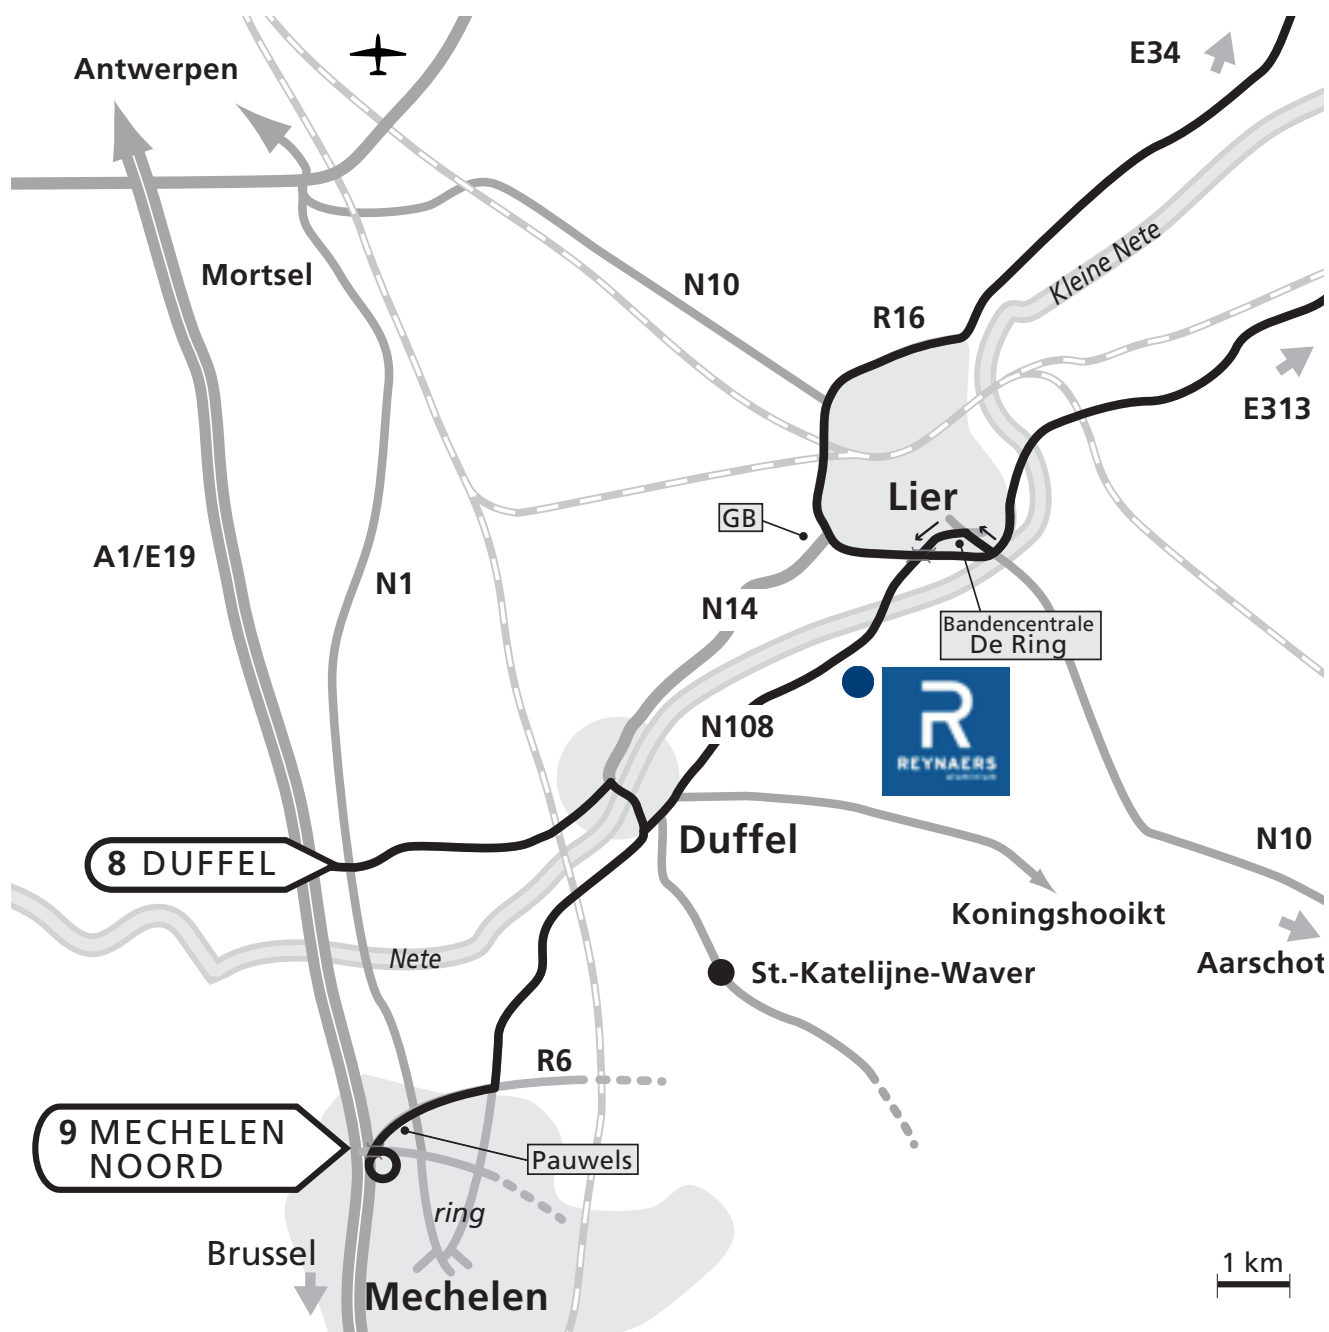 Antwerpen
E34
Kleine Nete
Mortsel
N10
R16
E313
Lier
GB
A1/E19
N1
N14
Bandencentrale
De Ring
N108
R
REYNAERS
aluminium
8 DUFFEL
Duffel
N10
Koningshooikt
Nete
St.-Katelijne-Waver
Aarschot
R6
9 MECHELEN
NOORD
Pauwels
ring
Brussel
Mechelen
1 km